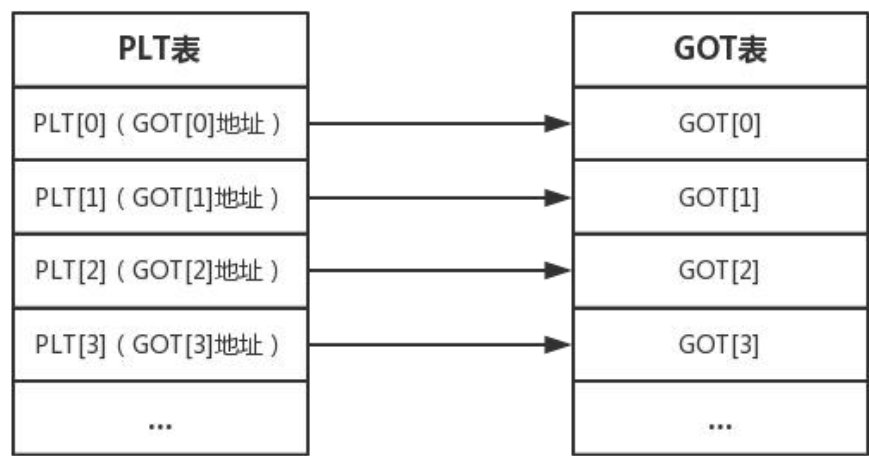 PLT表
GOT表
PLT[0]（GOT[0]地址）
GOT[0]
PLT[1]（GOT[1]地址）
GOT[1]
PLT[2]（GOT[2]地址）
GOT[2]
PLT[3]（GOT[3]地址）
GOT[3]
...
...